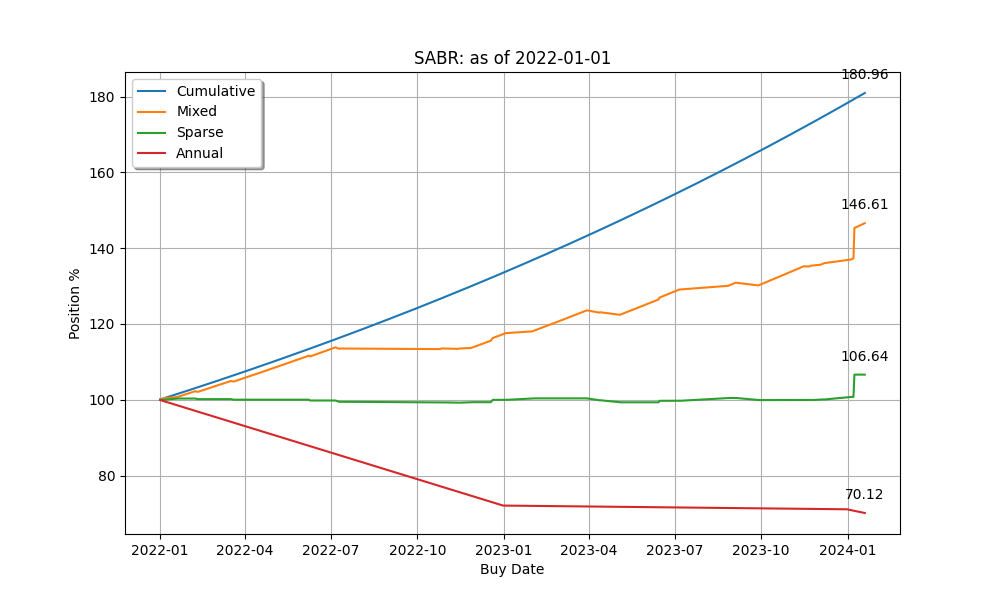 SABR: as of 2022-01-01
180.96
Cumulative
Mixed
Sparse
Annual
146.61
106.64
70.12
180
160
140
120
100
80
Position %
2022-01 2022-04 2022-07 2022-10 2023-01 2023-04 2023-07 2023-10 2024-01
Buy Date